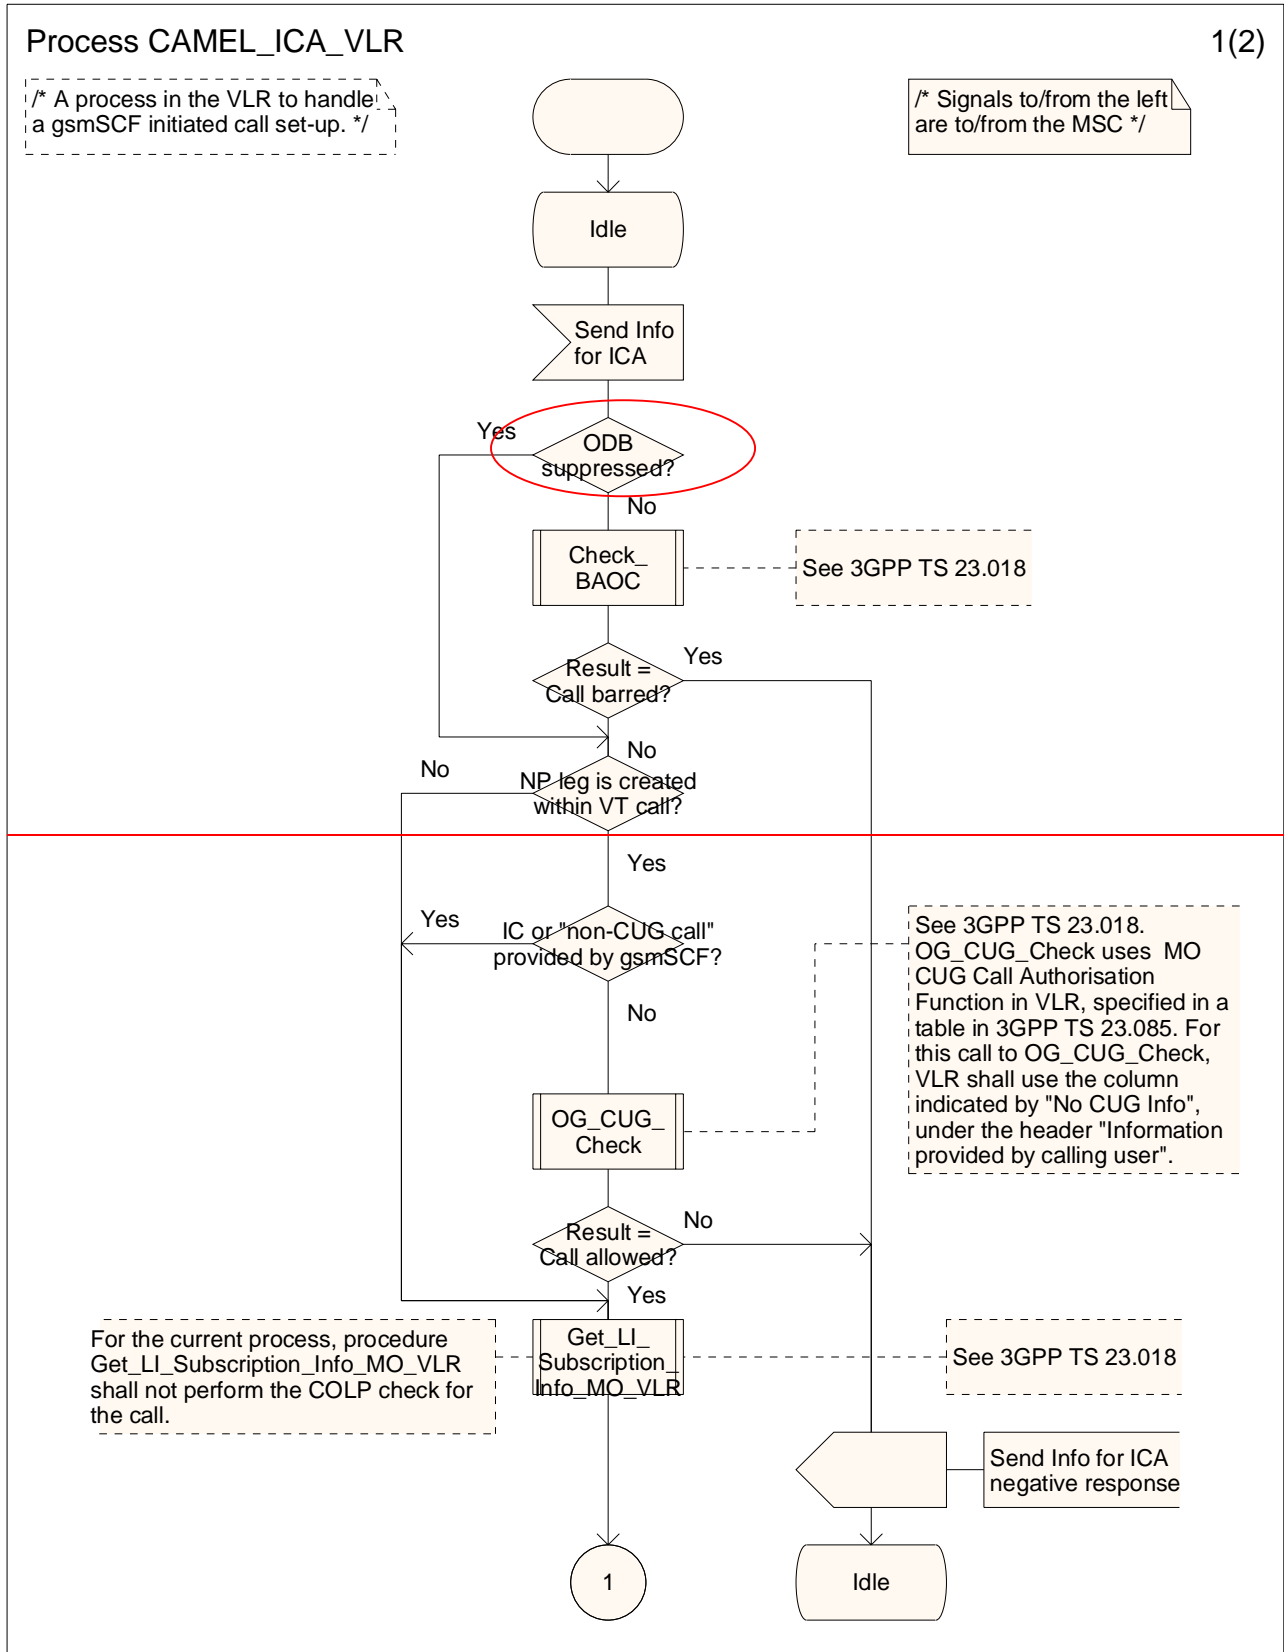 Process CAMEL_ICA_VLR
1(2)
/* A process in the VLR to handle
a gsmSCF initiated call set-up. */
/* Signals to/from the left
are to/from the MSC */
Idle
Send Info
for ICA
Yes
ODB
suppressed?
No
Check_
BAOC
See 3GPP TS 23.018
Result =
Call barred?
Yes
No
No
NP leg is created
within VT call?
Yes
Yes
IC or "non-CUG call"
provided by gsmSCF?
No
See 3GPP TS 23.018.
OG_CUG_Check uses MO
CUG Call Authorisation
Function in VLR, specified in a
table in 3GPP TS 23.085. For
this call to OG_CUG_Check,
VLR shall use the column
indicated by "No CUG Info",
under the header "Information
provided by calling user".
OG_CUG_
Check
Result =
Call allowed?
No
Yes
For the current process, procedure
Get_LI_Subscription_Info_MO_VLR
shall not perform the COLP check for
the call.
Get_LI_
Subscription_
Info_MO_VLR
See 3GPP TS 23.018
Send Info for ICA
negative response
1
Idle